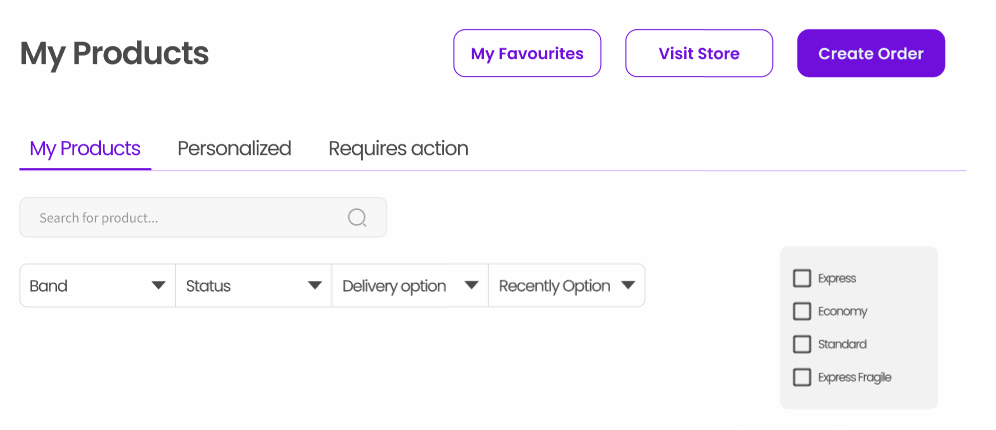 My Products
My Favourites
Visit Store
Create Order
My Products
Personalized
Requires action
Search for product...
Band
Status
Delivery option
Recently Option
Express
Economy
Standard
Express Fragile